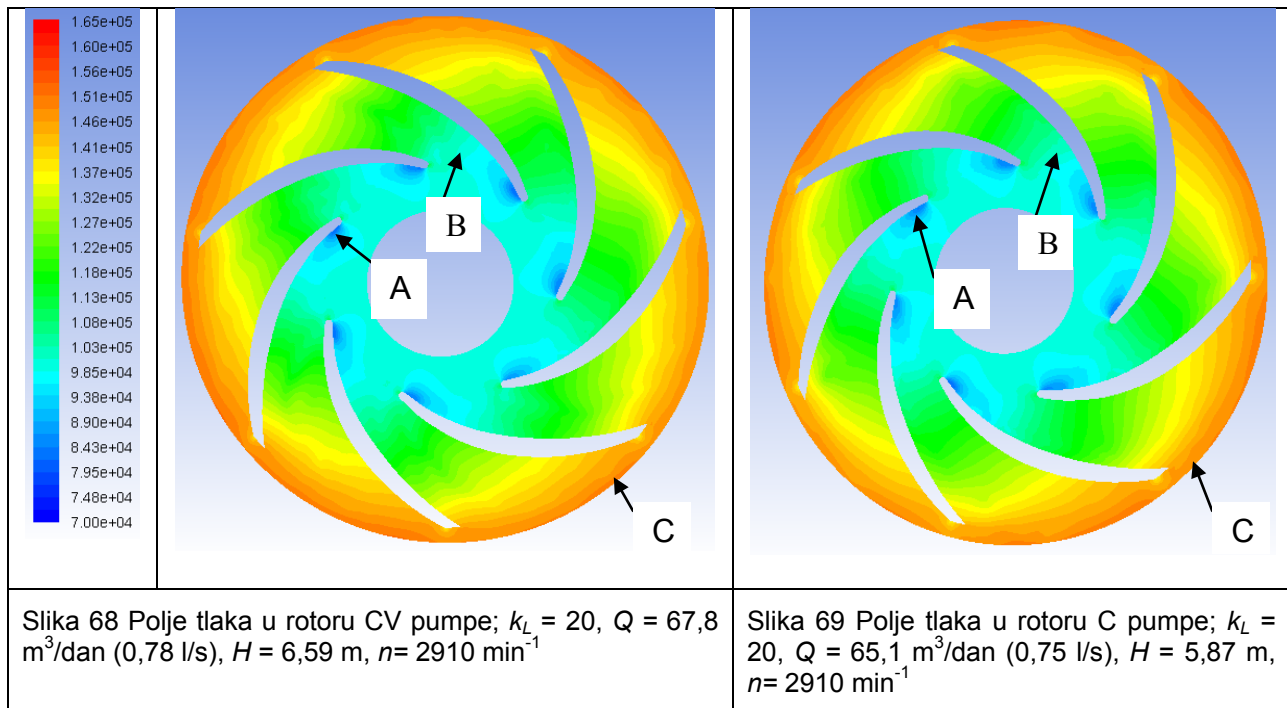 1.65e+05
1.60e+05
1.56e+05
1.51e+05
1.46e+05
1.41e+05
1.37e+05
1.32e+05
1.27e+05
1.22e+05
1.18e+05
1.13e+05
1.08e+05
1.03e+05
9.85e+04
9.38e+04
8.90e+04
8.43e+04
7.95e+04
7.48e+04
7.00e+04
B
A
C
B
A
C
Slika 68 Polje tlaka u rotoru CV pumpe; kL = 20, Q = 67,8
m3/dan (0,78 l/s), H = 6,59 m, n= 2910 min-1
Slika 69 Polje tlaka u rotoru C pumpe; kL =
20, Q = 65,1 m3/dan (0,75 l/s), H = 5,87 m,
n= 2910 min-1